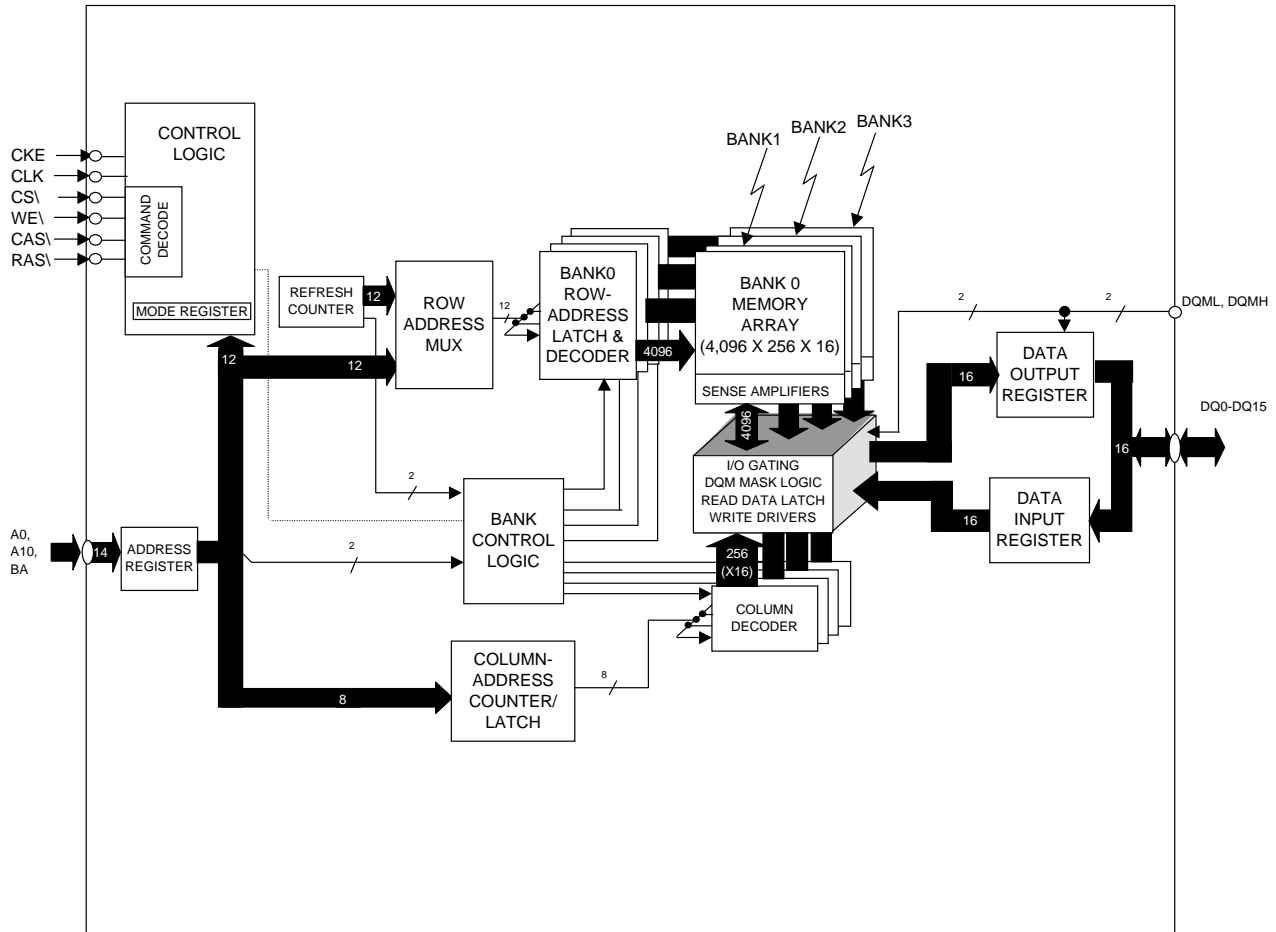 BANK1
BANK2
BANK3
CONTROL
LOGIC
CKE
CLK
CS\
WE\
CAS\
RAS\
COMMAND
DECODE
MODE REGISTER
REFRESH
COUNTER
12
ROW
ADDRESS
MUX
12
BANK0
ROW-
ADDRESS
LATCH &
DECODER
4096
BANK 0
MEMORY
ARRAY
(4,096 X 256 X 16)
SENSE AMPLIFIERS
2
2
DQML, DQMH
12
12
DATA
OUTPUT
REGISTER
16
DQ0-DQ15
16
4096
I/O GATING
DQM MASK LOGIC
READ DATA LATCH
WRITE DRIVERS
16
DATA
INPUT
REGISTER
2
BANK
CONTROL
LOGIC
A0,
A10,
BA
14
ADDRESS
REGISTER
2
256
(X16)
COLUMN
DECODER
COLUMN-
ADDRESS
COUNTER/
LATCH
8
8